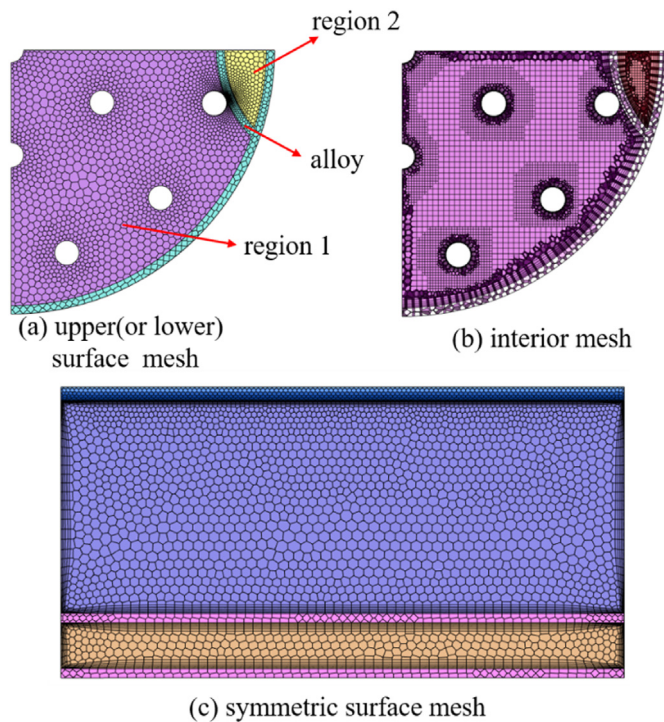 region 2
alloy
region 1
(a) upper(or lower)
surface mesh
(b) interior mesh
(c) symmetric surface mesh